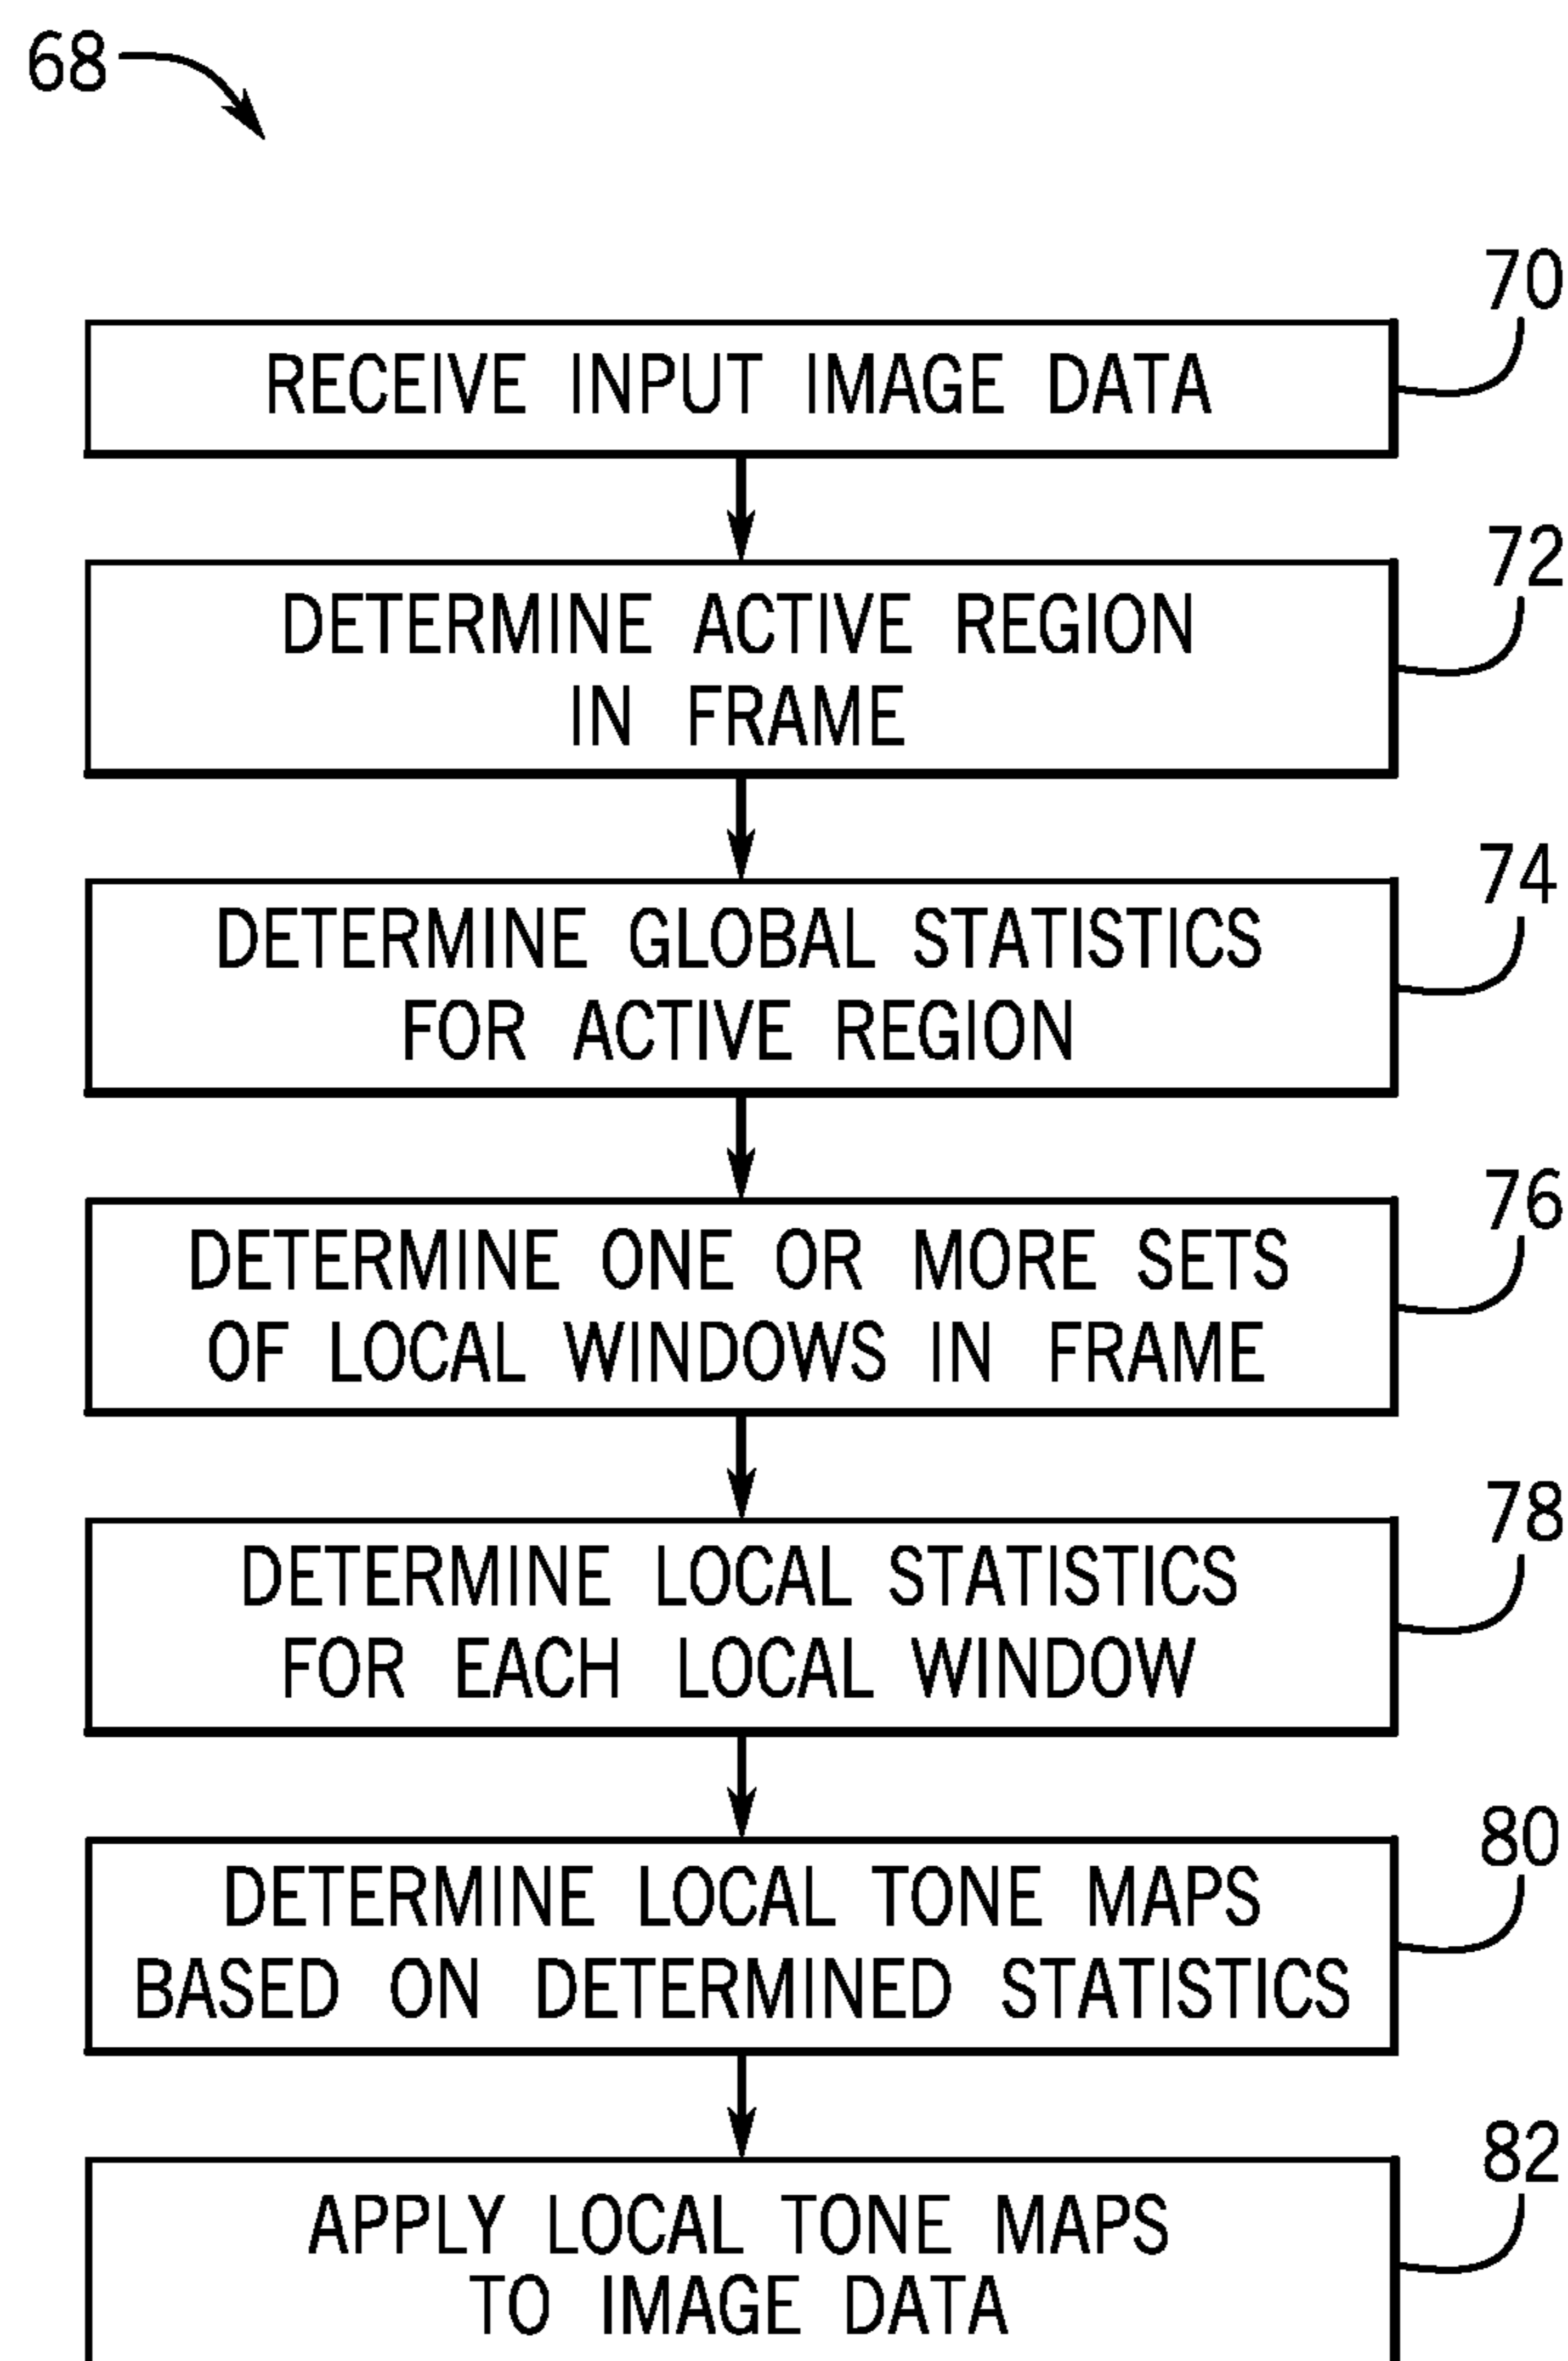 68
70
RECEIVE INPUT IMAGE DATA
72
DETERMINE ACTIVE REGION
IN FRAME
74
DETERMINE GLOBAL STATISTICS
FOR ACTIVE REGION
76
DETERMINE ONE OR MORE SETS
OF LOCAL WINDOWS IN FRAME
78
DETERMINE LOCAL STATISTICS
FOR EACH LOCAL WINDOW
80
DETERMINE LOCAL TONE MAPS
BASED ON DETERMINED STATISTICS
82
APPLY LOCAL TONE MAPS
TO IMAGE DATA